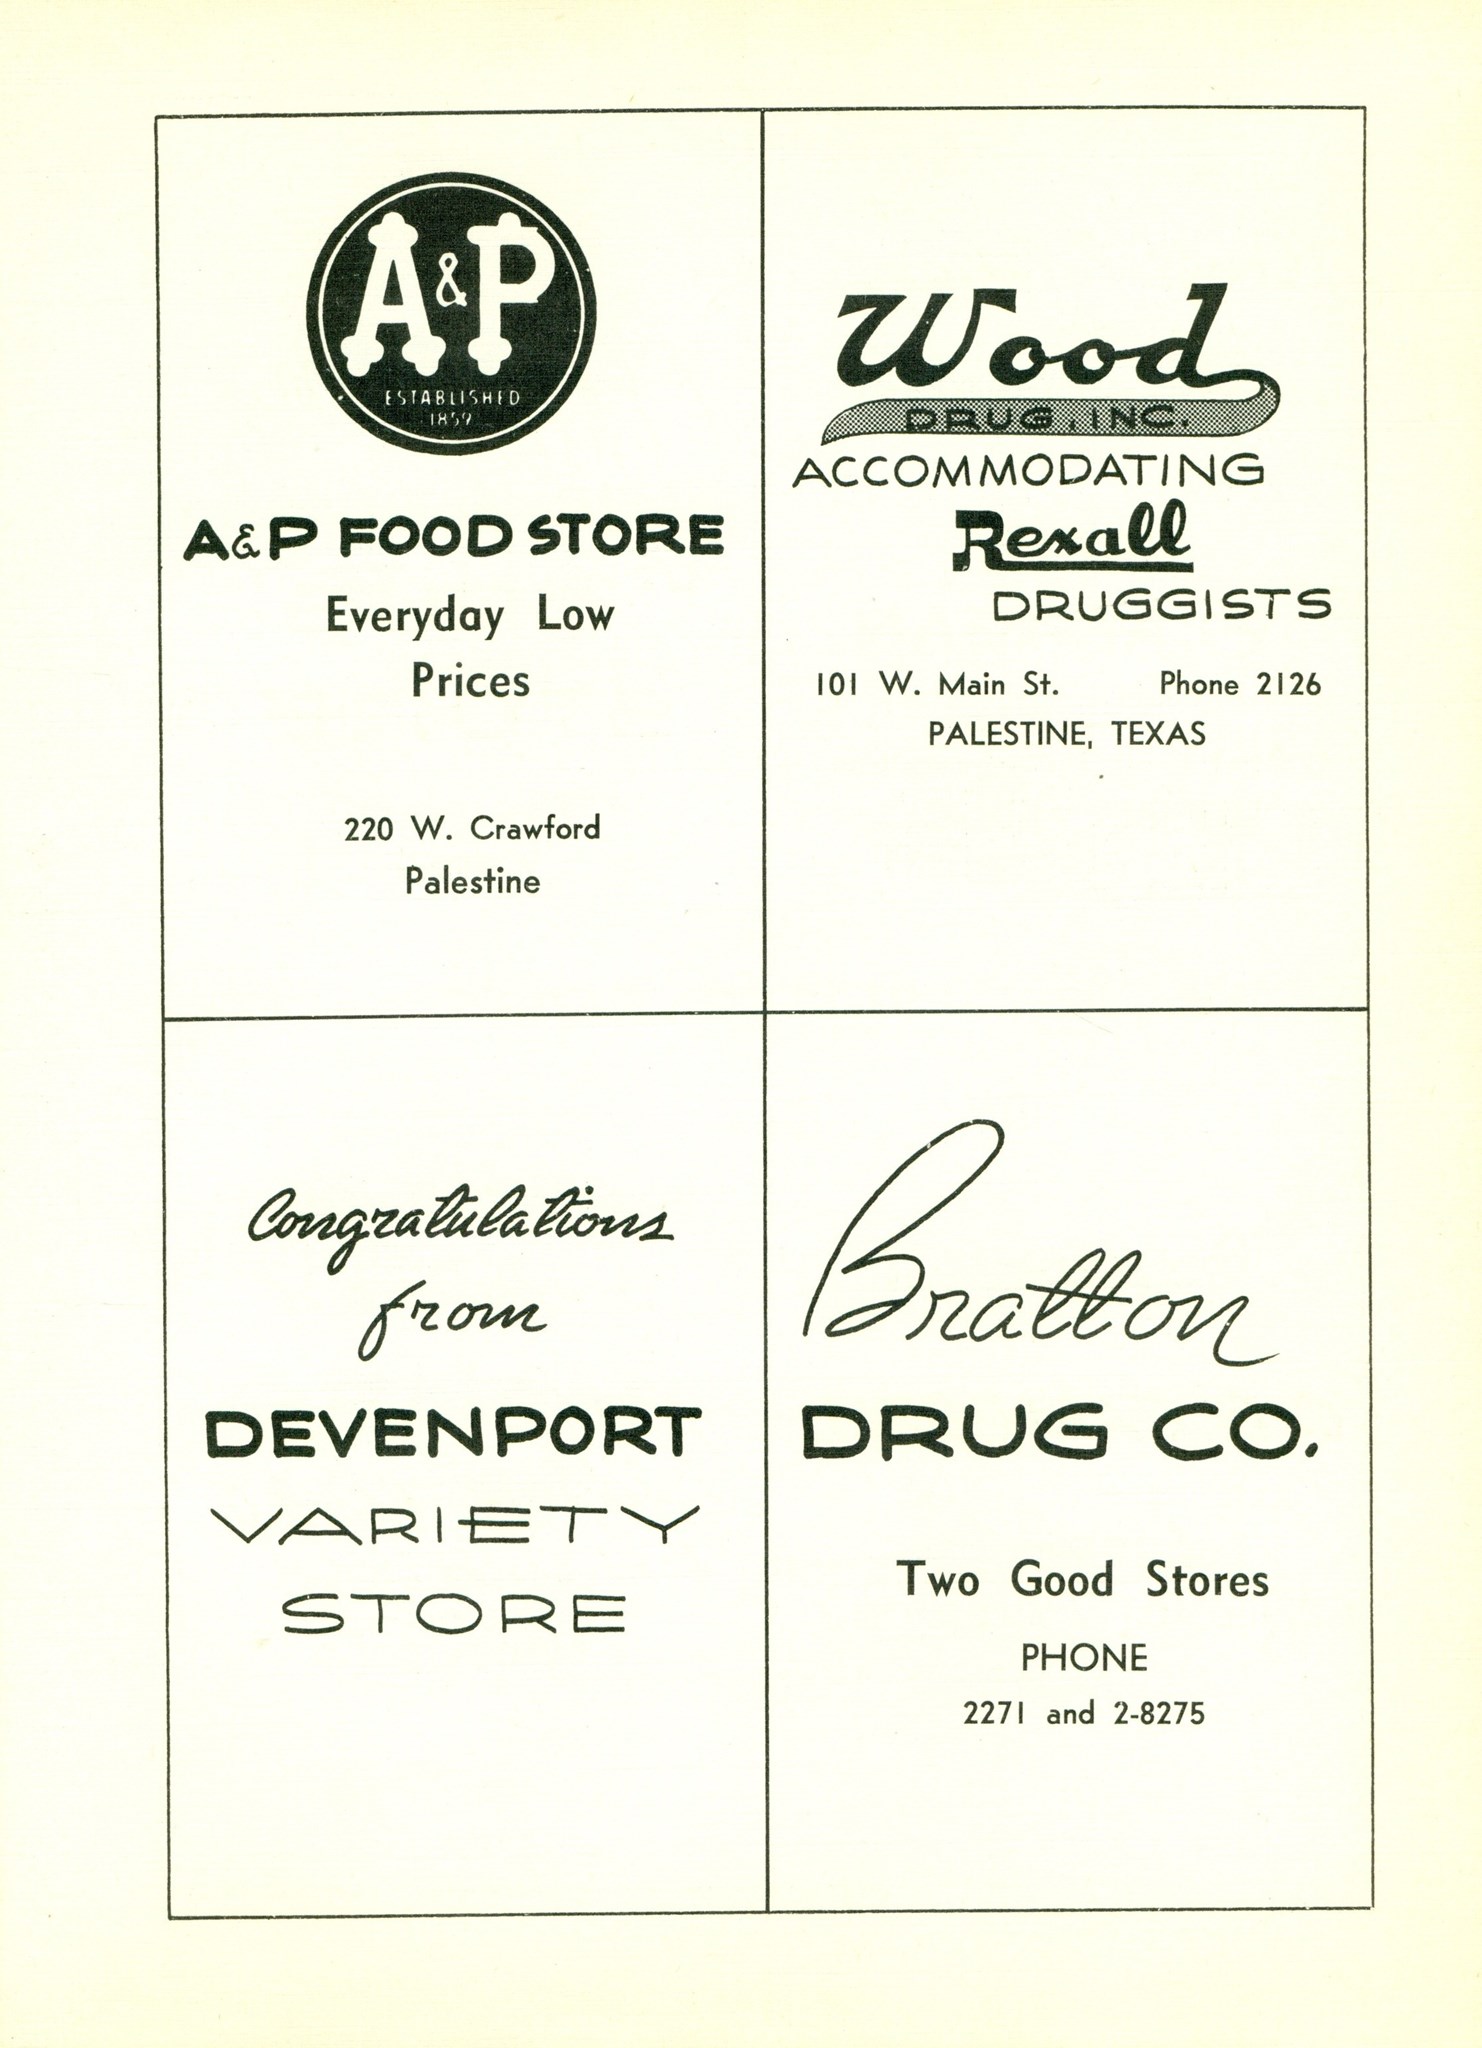 A&P
ESTABLISHED
1859
A&P FOOD STORE
Everyday Low
Prices
220 W. Crawford
Palestine
Wood
DRUG, INC.
ACCOMMODATING
Rexall
DRUGGISTS
101 W. Main St. Phone 2126
PALESTINE, TEXAS
Congratulations
from
DEVENPORT
VARIETY
STORE
Bratton
DRUG CO.
Two Good Stores
PHONE
2271 and 2-8275